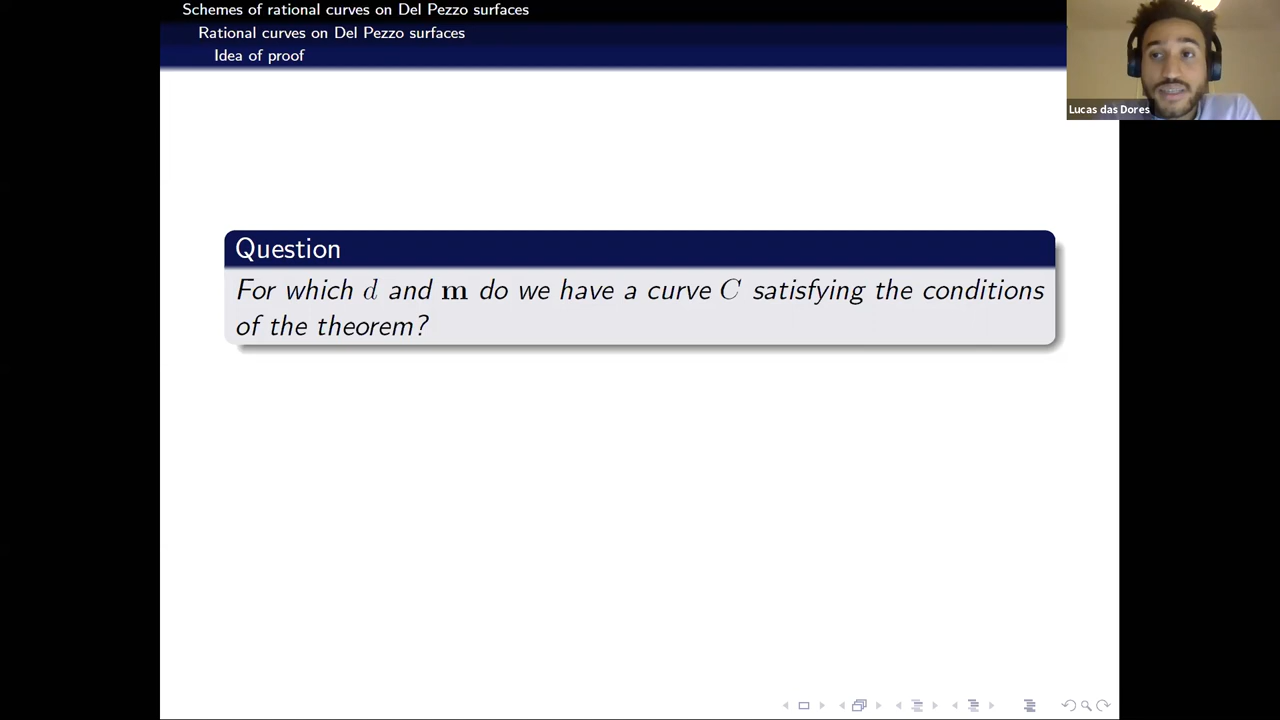 Schemes of rational curves on Del Pezzo surfaces
Rational curves on Del Pezzo surfaces
Idea of proof
Lucas das Dores
Question
For which d and m do we have a curve C satisfying the conditions
of the theorem?